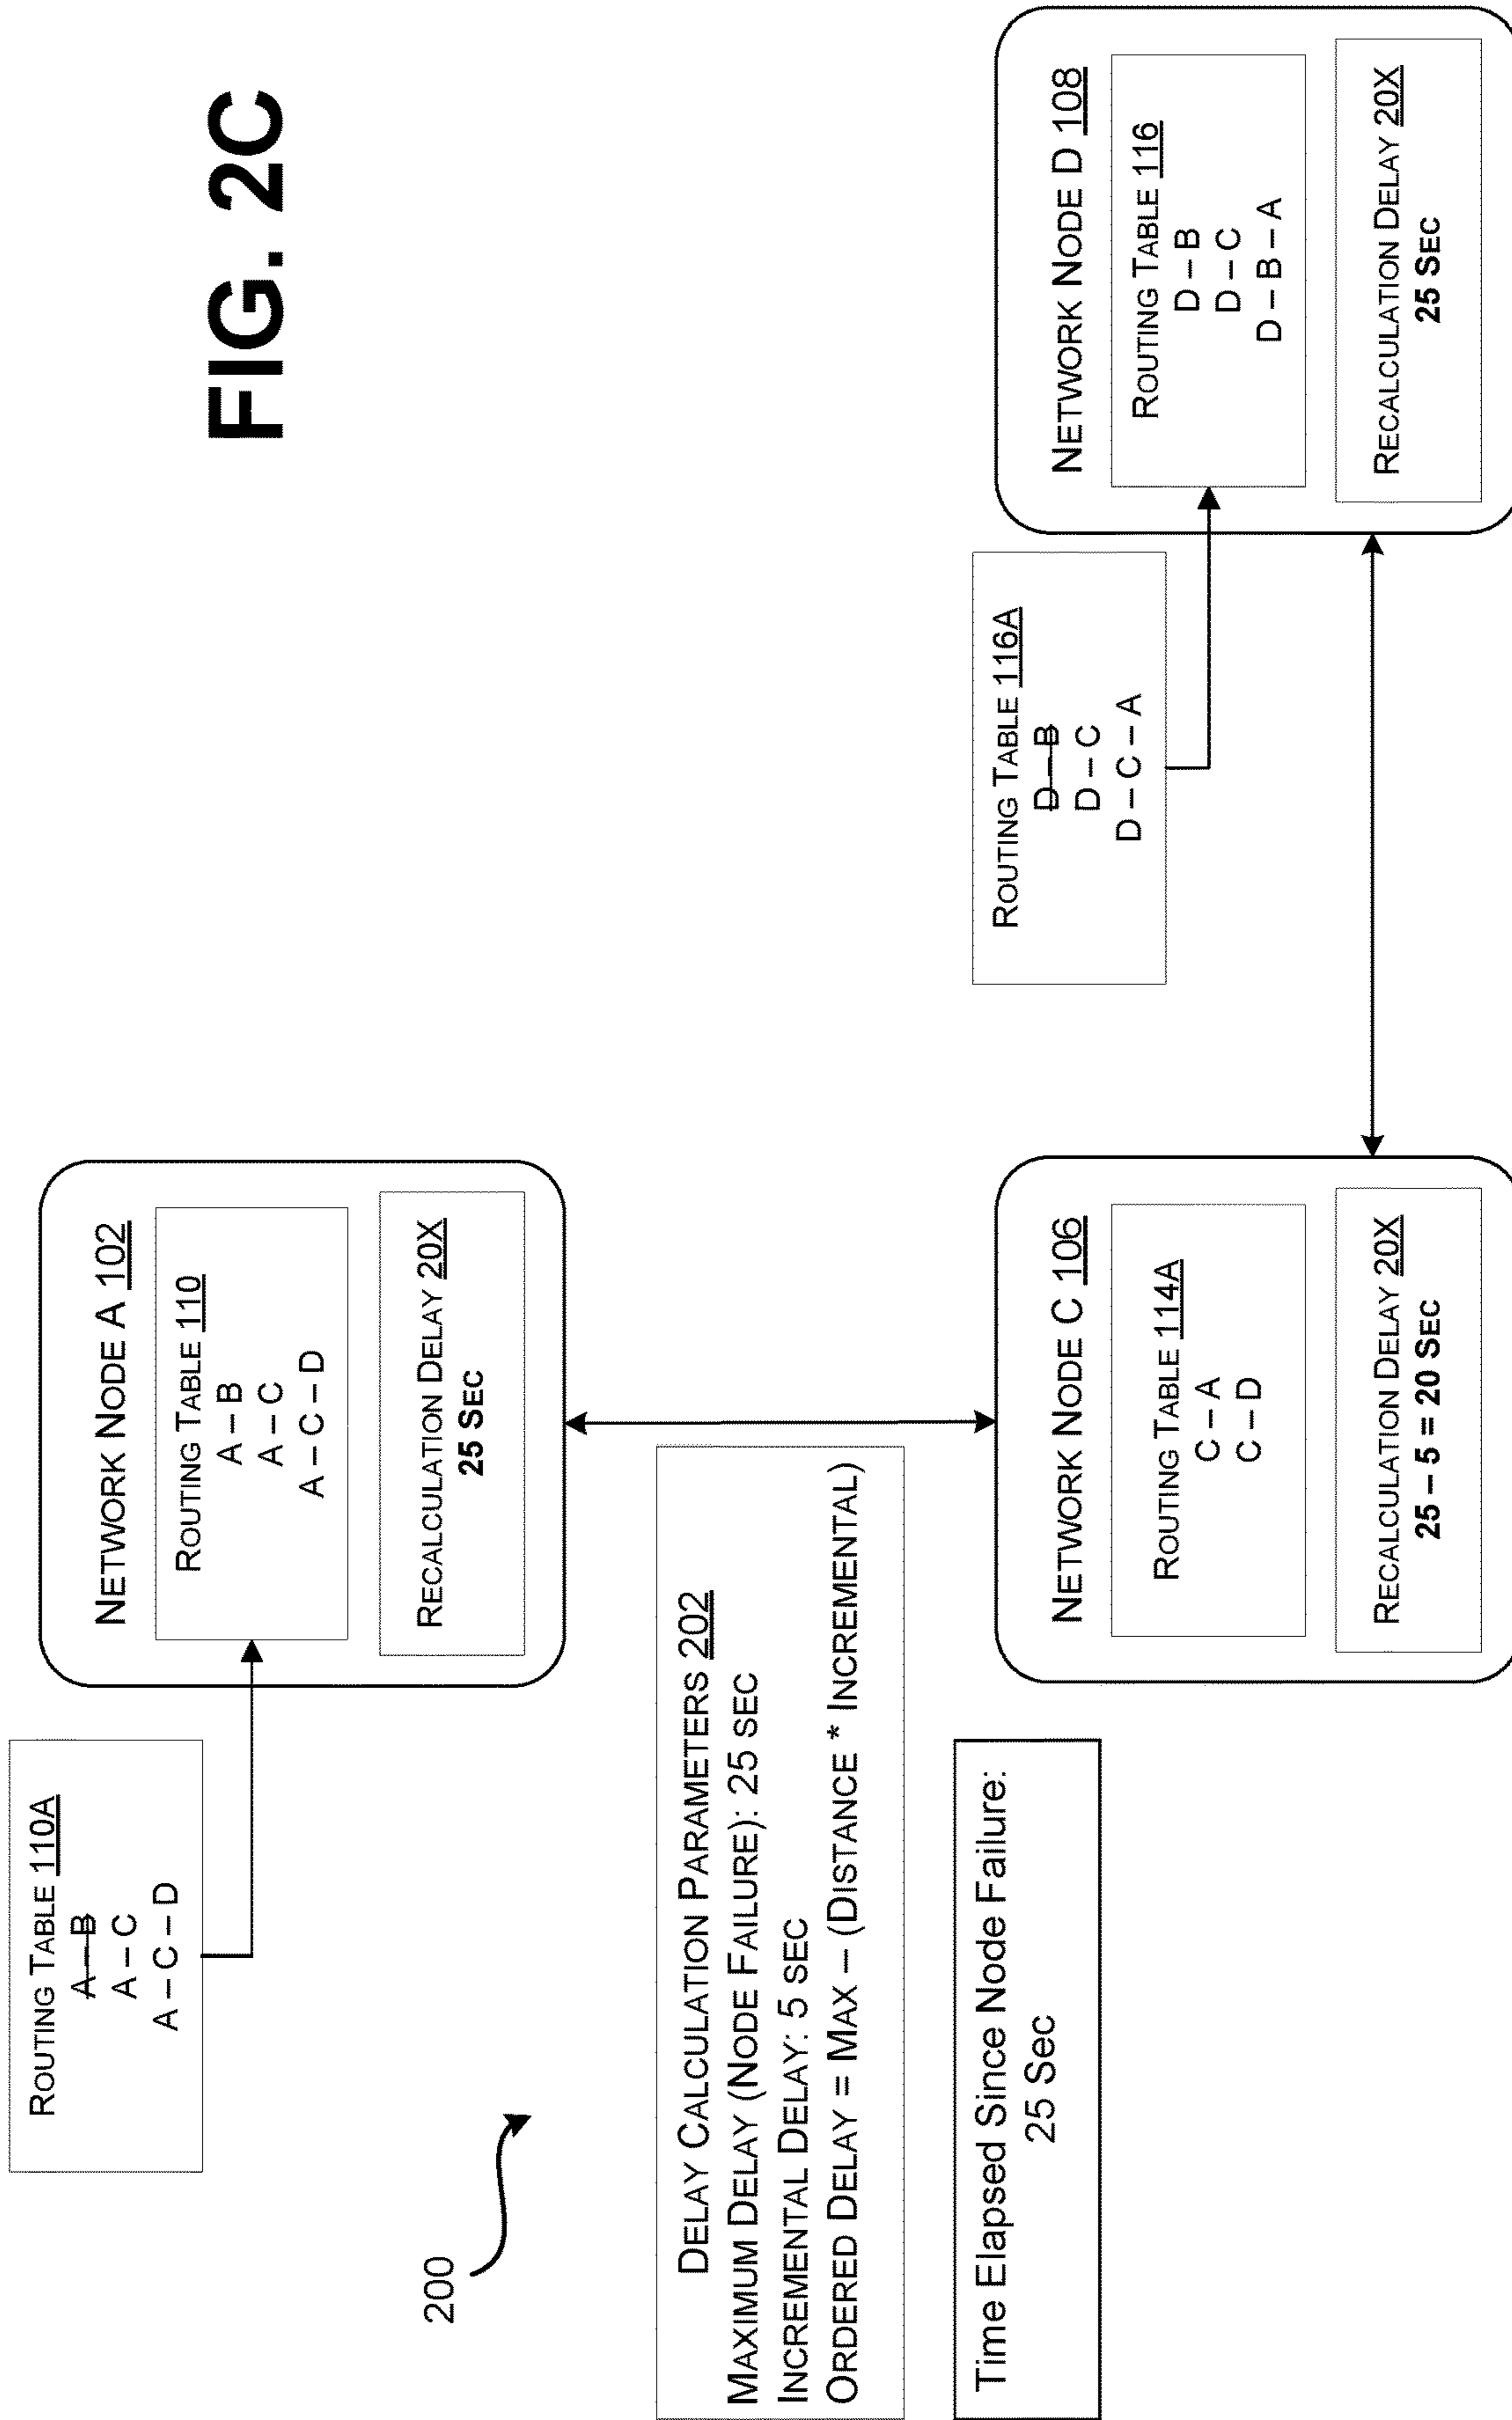 FIG. 2C
ROUTING TABLE 110A
A – B
A – C
A – C – D
NETWORK NODE A 102
ROUTING TABLE 110
A – B
A – C
A – C – D
RECALCULATION DELAY 20X
25 SEC
200
DELAY CALCULATION PARAMETERS 202
MAXIMUM DELAY (NODE FAILURE): 25 SEC
INCREMENTAL DELAY: 5 SEC
ORDERED DELAY = MAX – (DISTANCE * INCREMENTAL)
Time Elapsed Since Node Failure:
25 Sec
NETWORK NODE C 106
ROUTING TABLE 114A
C – A
C – D
RECALCULATION DELAY 20X
25 – 5 = 20 SEC
ROUTING TABLE 116A
D – B
D – C
D – C – A
NETWORK NODE D 108
ROUTING TABLE 116
D – B
D – C
D – B – A
RECALCULATION DELAY 20X
25 SEC